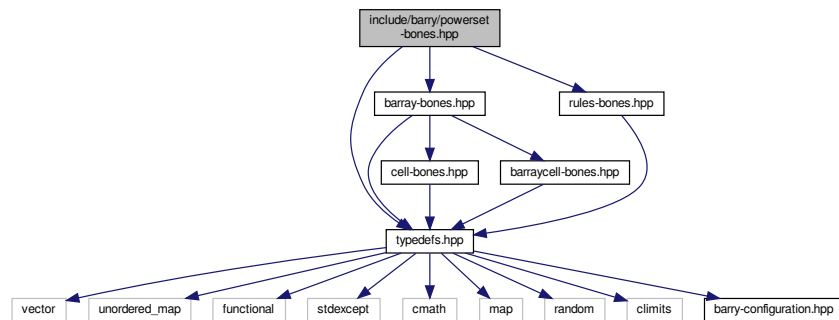 include/barry/powerset
-bones.hpp
barray-bones.hpp
rules-bones.hpp
cell-bones.hpp
barraycell-bones.hpp
typedefs.hpp
vector
unordered_map
functional
stdexcept
cmath
map
random
climits
barry-configuration.hpp